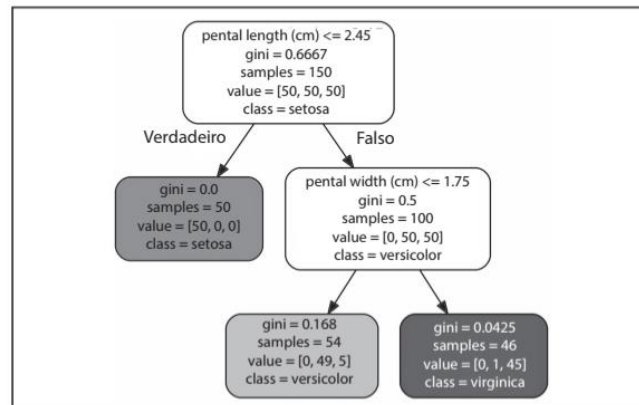 pental length (cm) <= 2.45
gini = 0.6667
samples = 150
value = [50, 50, 50]
class = setosa
Verdadeiro
Falso
gini = 0.0
samples = 50
value = [50, 0, 0]
class = setosa
pental width (cm) <= 1.75
gini = 0.5
samples = 100
value = [0, 50, 50]
class = versicolor
gini = 0.168
samples = 54
value = [0, 49, 5]
class = versicolor
gini = 0.0425
samples = 46
value = [0, 1, 45]
class = virginica